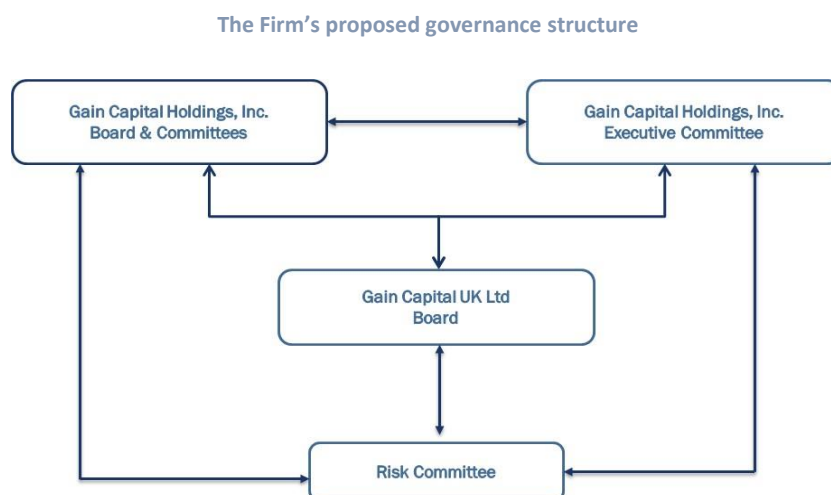 The Firm’s proposed governance structure
Gain Capital Holdings, Inc.
Board & Committees
Gain Capital Holdings, Inc.
Executive Committee
Gain Capital UK Ltd
Board
Risk Committee